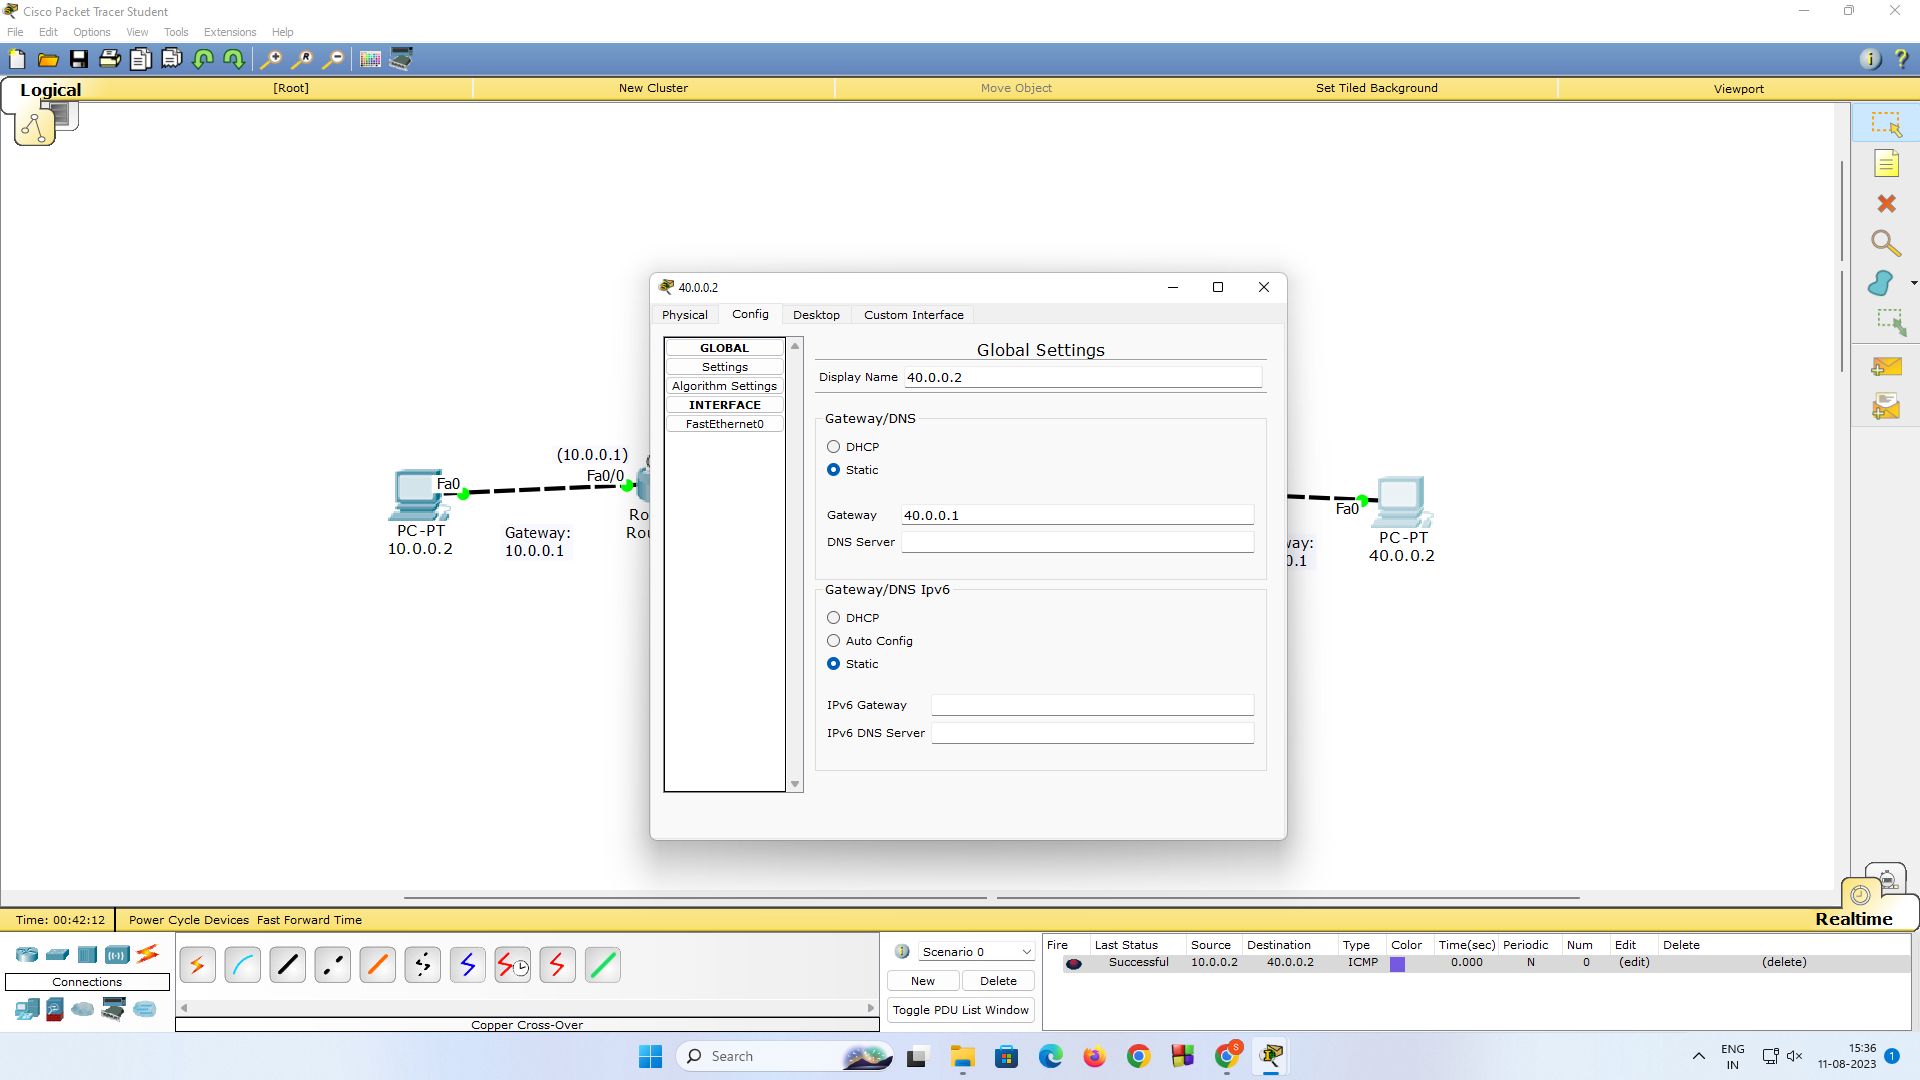 Cisco Packet Tracer Student
File Edit Options View Tools Extensions Help
Logical [Root] New Cluster Move Object Set Tiled Background Viewport
40.0.0.2
Physical Config Desktop Custom Interface
GLOBAL
Settings
Algorithm Settings
INTERFACE
FastEthernet0
Global Settings
Display Name 40.0.0.2
Gateway/DNS
DHCP
Static
Gateway 40.0.0.1
DNS Server
Gateway/DNS Ipv6
DHCP
Auto Config
Static
IPv6 Gateway
IPv6 DNS Server
(10.0.0.1)
Fa0 Fa0/0
PC-PT
10.0.0.2
Gateway:
10.0.0.1
Ro
Rou
way:
0.1
Fa0
PC-PT
40.0.0.2
Time: 00:42:12 Power Cycle Devices Fast Forward Time Realtime
Connections
Copper Cross-Over
Scenario 0
New Delete
Toggle PDU List Window
Fire Last Status Source Destination Type Color Time(sec) Periodic Num Edit Delete
Successful 10.0.0.2 40.0.0.2 ICMP 0.000 N 0 (edit) (delete)
Search
S
ENG
IN
15:36
11-08-2023
1